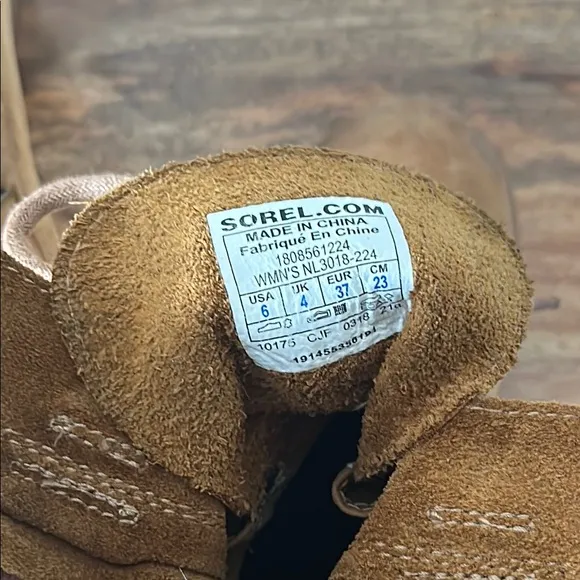 SOREL.COM
MADE IN CHINA
Fabriqué En Chine
1808561224
WMN'S NL3018-224
USA UK EUR CM
6 4 37 23
CJF 0318